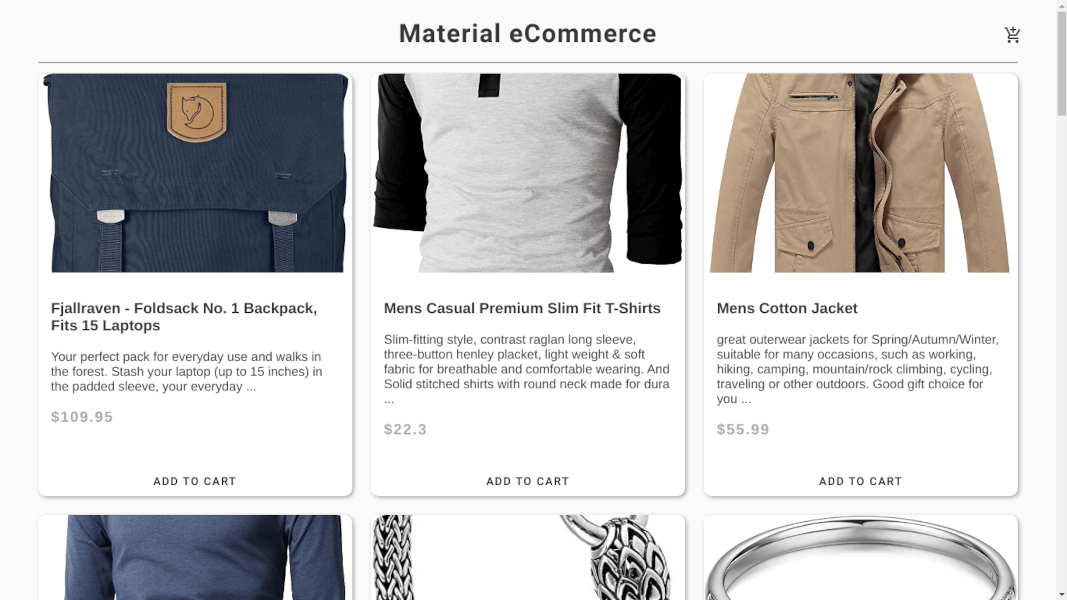 Material eCommerce
Fjallraven - Foldsack No. 1 Backpack,
Fits 15 Laptops
Your perfect pack for everyday use and walks in
the forest. Stash your laptop (up to 15 inches) in
the padded sleeve, your everyday ...
$109.95
ADD TO CART
Mens Casual Premium Slim Fit T-Shirts
Slim-fitting style, contrast raglan long sleeve,
three-button henley placket, light weight & soft
fabric for breathable and comfortable wearing. And
Solid stitched shirts with round neck made for dura
...
$22.3
ADD TO CART
Mens Cotton Jacket
great outerwear jackets for Spring/Autumn/Winter,
suitable for many occasions, such as working,
hiking, camping, mountain/rock climbing, cycling,
traveling or other outdoors. Good gift choice for
you ...
$55.99
ADD TO CART